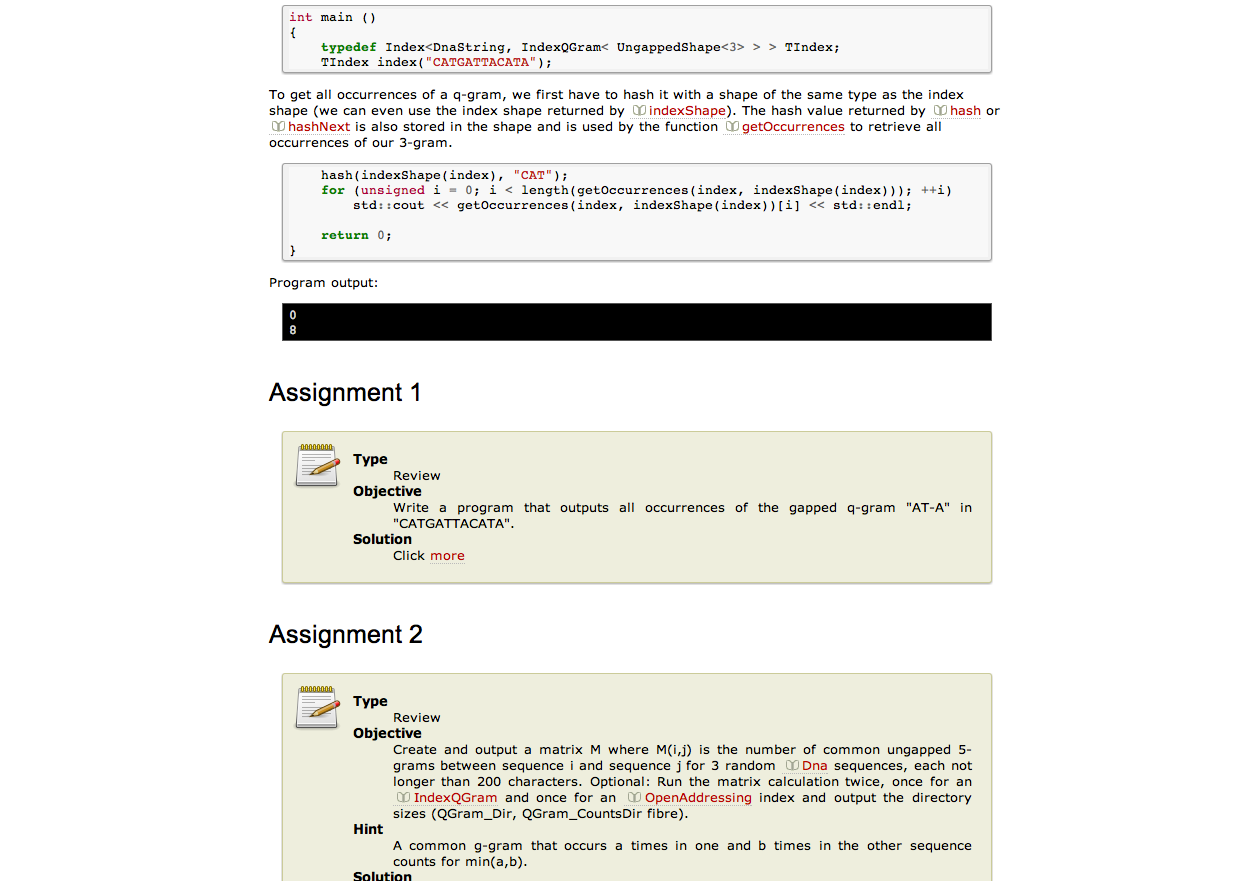 int main ()
{
    typedef Index<DnaString, IndexQGram< UngappedShape<3> > > TIndex;
    TIndex index("CATGATTACATA");
To get all occurrences of a q-gram, we first have to hash it with a shape of the same type as the index
shape (we can even use the index shape returned by indexShape). The hash value returned by hash or
hashNext is also stored in the shape and is used by the function getOccurrences to retrieve all
occurrences of our 3-gram.
    hash(indexShape(index), "CAT");
    for (unsigned i = 0; i < length(getOccurrences(index, indexShape(index))); ++i)
        std::cout << getOccurrences(index, indexShape(index))[i] << std::endl;
    return 0;
}
Program output:
0
8
Assignment 1
Type
Review
Objective
Write a program that outputs all occurrences of the gapped q-gram "AT-A" in
"CATGATTACATA".
Solution
Click more
Assignment 2
Type
Review
Objective
Create and output a matrix M where M(i,j) is the number of common ungapped 5-
grams between sequence i and sequence j for 3 random Dna sequences, each not
longer than 200 characters. Optional: Run the matrix calculation twice, once for an
IndexQGram and once for an OpenAddressing index and output the directory
sizes (QGram_Dir, QGram_CountsDir fibre).
Hint
A common g-gram that occurs a times in one and b times in the other sequence
counts for min(a,b).
Solution